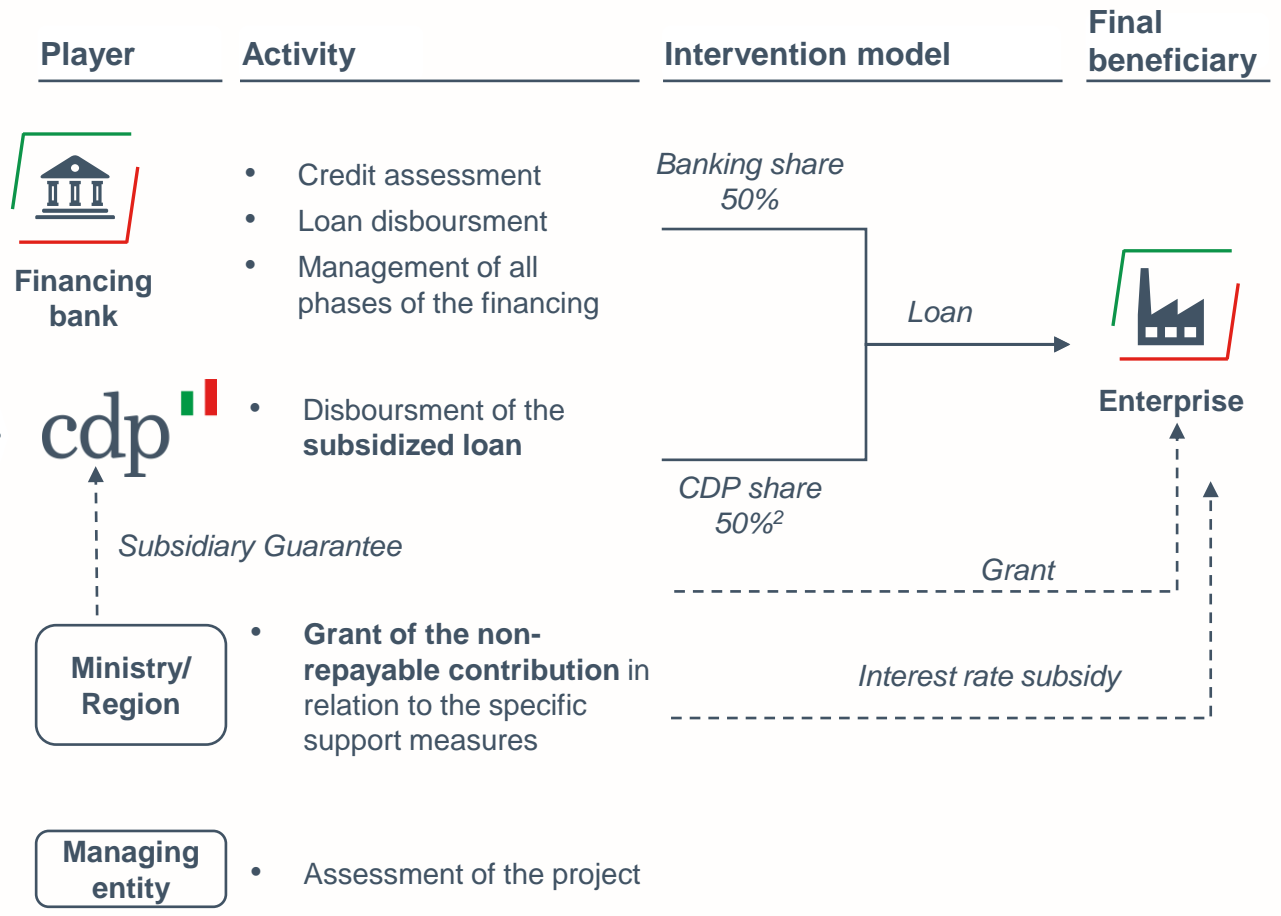 Player
Activity
Intervention model
Final
beneficiary
Financing
bank
• Credit assessment
• Loan disboursment
• Management of all
phases of the financing
Banking share
50%
Loan
Enterprise
cdp
• Disboursment of the
subsidized loan
CDP share
50%²
Subsidiary Guarantee
Grant
Ministry/
Region
• Grant of the non-
repayable contribution in
relation to the specific
support measures
Interest rate subsidy
Managing
entity
• Assessment of the project